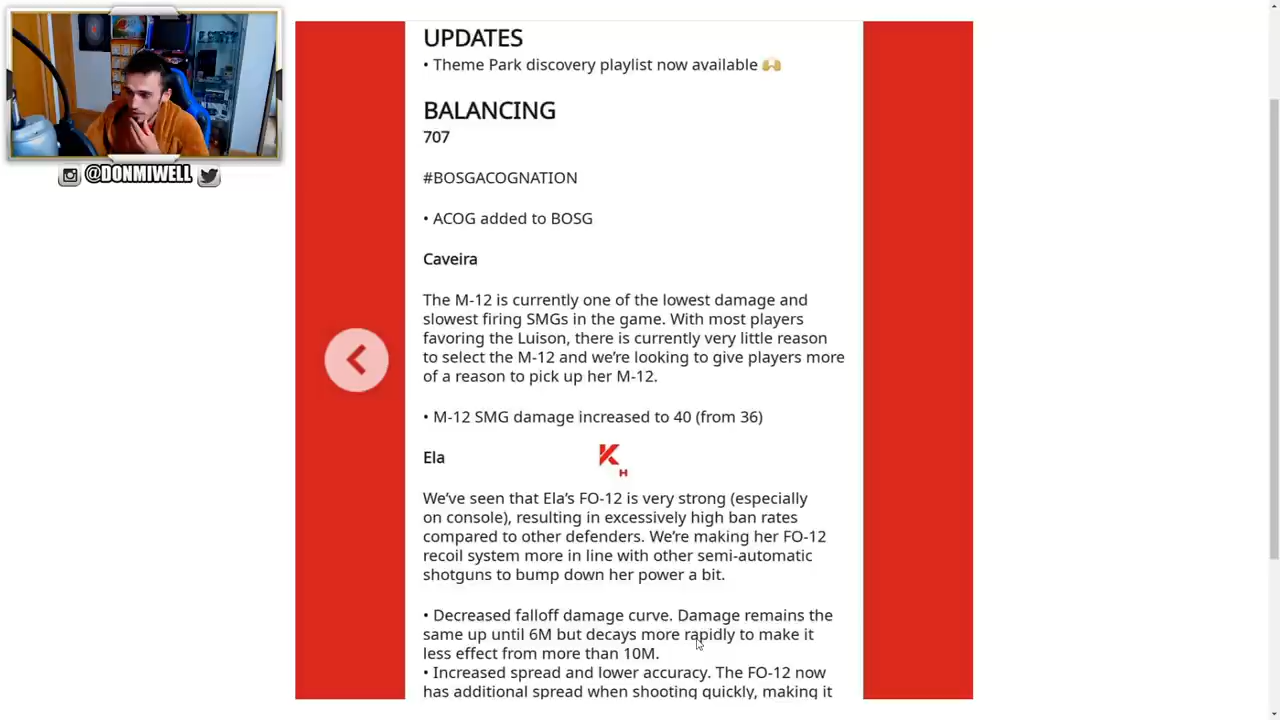 UPDATES
• Theme Park discovery playlist now available 🙌
BALANCING
707
#BOSGACOGNATION
• ACOG added to BOSG
Caveira
The M-12 is currently one of the lowest damage and
slowest firing SMGs in the game. With most players
favoring the Luison, there is currently very little reason
to select the M-12 and we’re looking to give players more
of a reason to pick up her M-12.
• M-12 SMG damage increased to 40 (from 36)
Ela
K
H
We’ve seen that Ela’s FO-12 is very strong (especially
on console), resulting in excessively high ban rates
compared to other defenders. We’re making her FO-12
recoil system more in line with other semi-automatic
shotguns to bump down her power a bit.
• Decreased falloff damage curve. Damage remains the
same up until 6M but decays more rapidly to make it
less effect from more than 10M.
• Increased spread and lower accuracy. The FO-12 now
has additional spread when shooting quickly, making it
@DONMIWELL